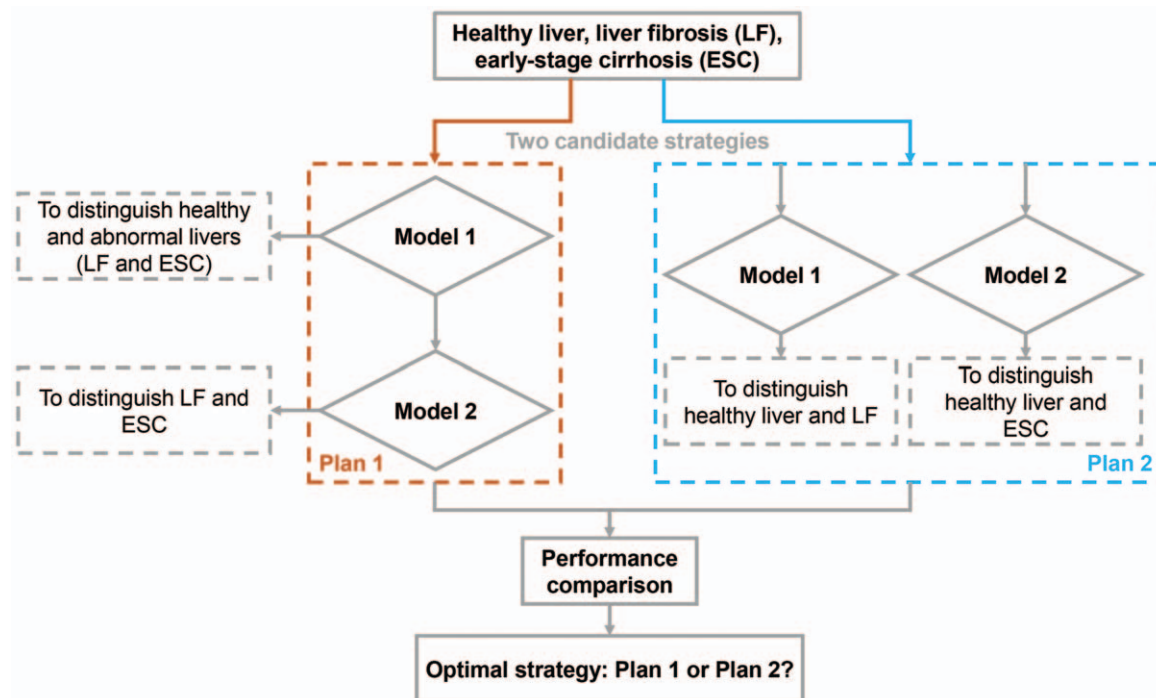 Healthy liver, liver fibrosis (LF),
early-stage cirrhosis (ESC)
Two candidate strategies
To distinguish healthy
and abnormal livers
(LF and ESC)
Model 1
To distinguish LF and
ESC
Model 2
Plan 1
Model 1
Model 2
To distinguish
healthy liver and LF
To distinguish
healthy liver and
ESC
Plan 2
Performance
comparison
Optimal strategy: Plan 1 or Plan 2?